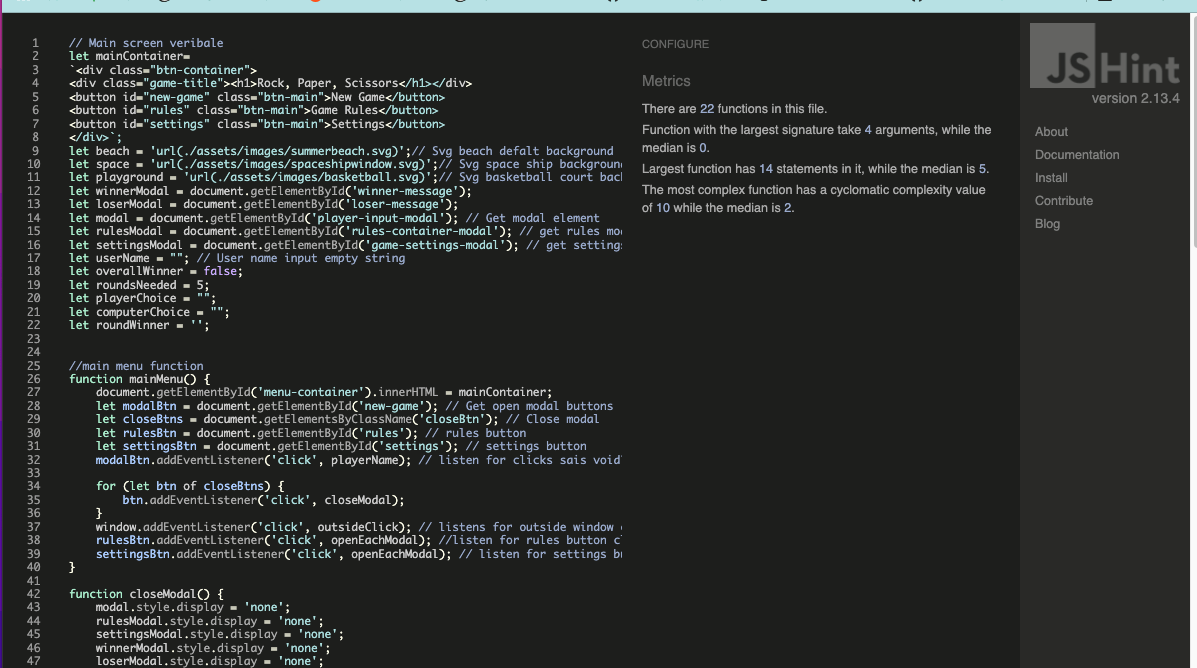 1 // Main screen veribale
2 let mainContainer=
3 `<div class="btn-container">
4 <div class="game-title"><h1>Rock, Paper, Scissors</h1></div>
5 <button id="new-game" class="btn-main">New Game</button>
6 <button id="rules" class="btn-main">Game Rules</button>
7 <button id="settings" class="btn-main">Settings</button>
8 </div>`;
9 let beach = 'url(./assets/images/summerbeach.svg)';// Svg beach defalt background
10 let space = 'url(./assets/images/spaceshipwindow.svg)';// Svg space ship backgroun
11 let playground = 'url(./assets/images/basketball.svg)';// Svg basketball court bac
12 let winnerModal = document.getElementById('winner-message');
13 let loserModal = document.getElementById('loser-message');
14 let modal = document.getElementById('player-input-modal'); // Get modal element
15 let rulesModal = document.getElementById('rules-container-modal'); // get rules mo
16 let settingsModal = document.getElementById('game-settings-modal'); // get setting
17 let userName = ""; // User name input empty string
18 let overallWinner = false;
19 let roundsNeeded = 5;
20 let playerChoice = "";
21 let computerChoice = "";
22 let roundWinner = '';
23
24
25 //main menu function
26 function mainMenu() {
27 document.getElementById('menu-container').innerHTML = mainContainer;
28 let modalBtn = document.getElementById('new-game'); // Get open modal buttons
29 let closeBtns = document.getElementsByClassName('closeBtn'); // Close modal
30 let rulesBtn = document.getElementById('rules'); // rules button
31 let settingsBtn = document.getElementById('settings'); // settings button
32 modalBtn.addEventListener('click', playerName); // listen for clicks sais void
33
34 for (let btn of closeBtns) {
35 btn.addEventListener('click', closeModal);
36 }
37 window.addEventListener('click', outsideClick); // listens for outside window
38 rulesBtn.addEventListener('click', openEachModal); //listen for rules button cl
39 settingsBtn.addEventListener('click', openEachModal); // listen for settings bu
40 }
41
42 function closeModal() {
43 modal.style.display = 'none';
44 rulesModal.style.display = 'none';
45 settingsModal.style.display = 'none';
46 winnerModal.style.display = 'none';
47 loserModal.style.display = 'none';
CONFIGURE
Metrics
There are 22 functions in this file.
Function with the largest signature take 4 arguments, while the
median is 0.
Largest function has 14 statements in it, while the median is 5.
The most complex function has a cyclomatic complexity value
of 10 while the median is 2.
JSHint
version 2.13.4
About
Documentation
Install
Contribute
Blog